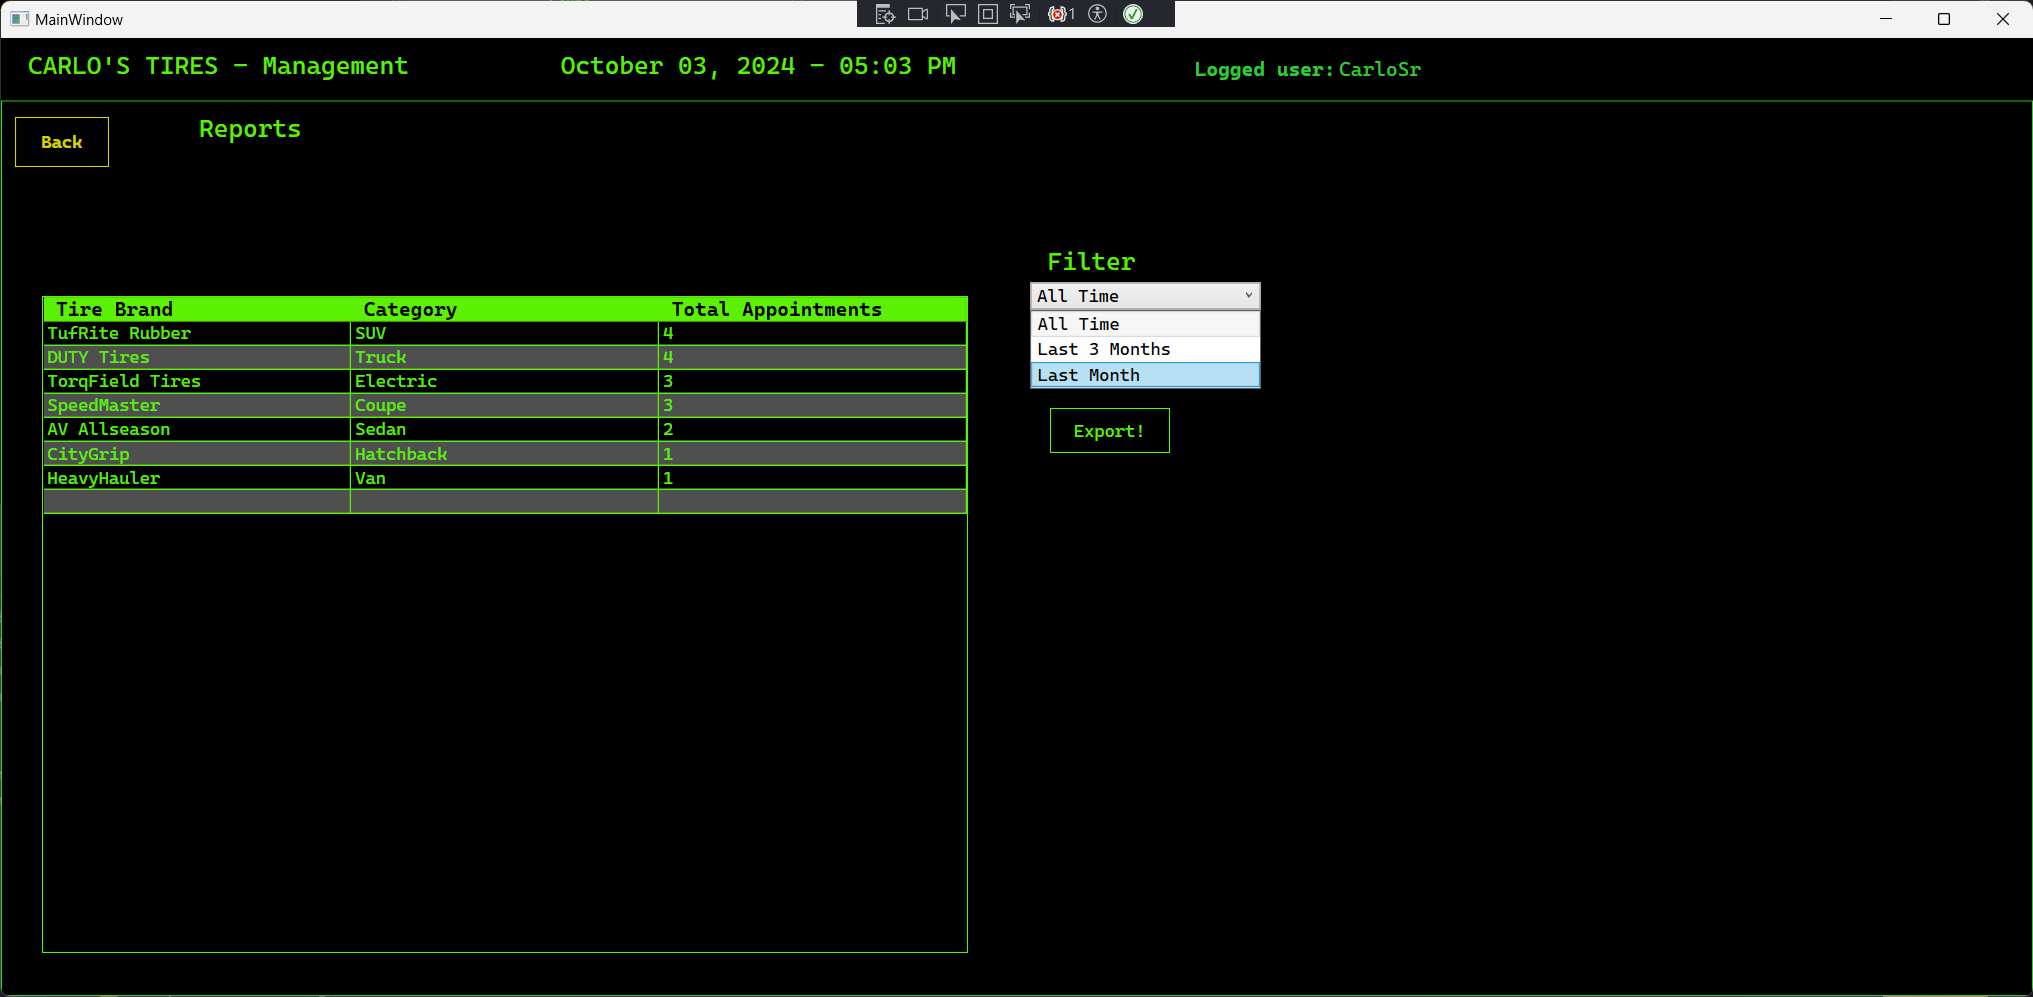 MainWindow
1
CARLO'S TIRES - Management
October 03, 2024 - 05:03 PM
Logged user: CarloSr
Back
Reports
Filter
All Time
All Time
Last 3 Months
Last Month
Export!
Tire Brand Category Total Appointments
TufRite Rubber SUV 4
DUTY Tires Truck 4
TorqField Tires Electric 3
SpeedMaster Coupe 3
AV Allseason Sedan 2
CityGrip Hatchback 1
HeavyHauler Van 1